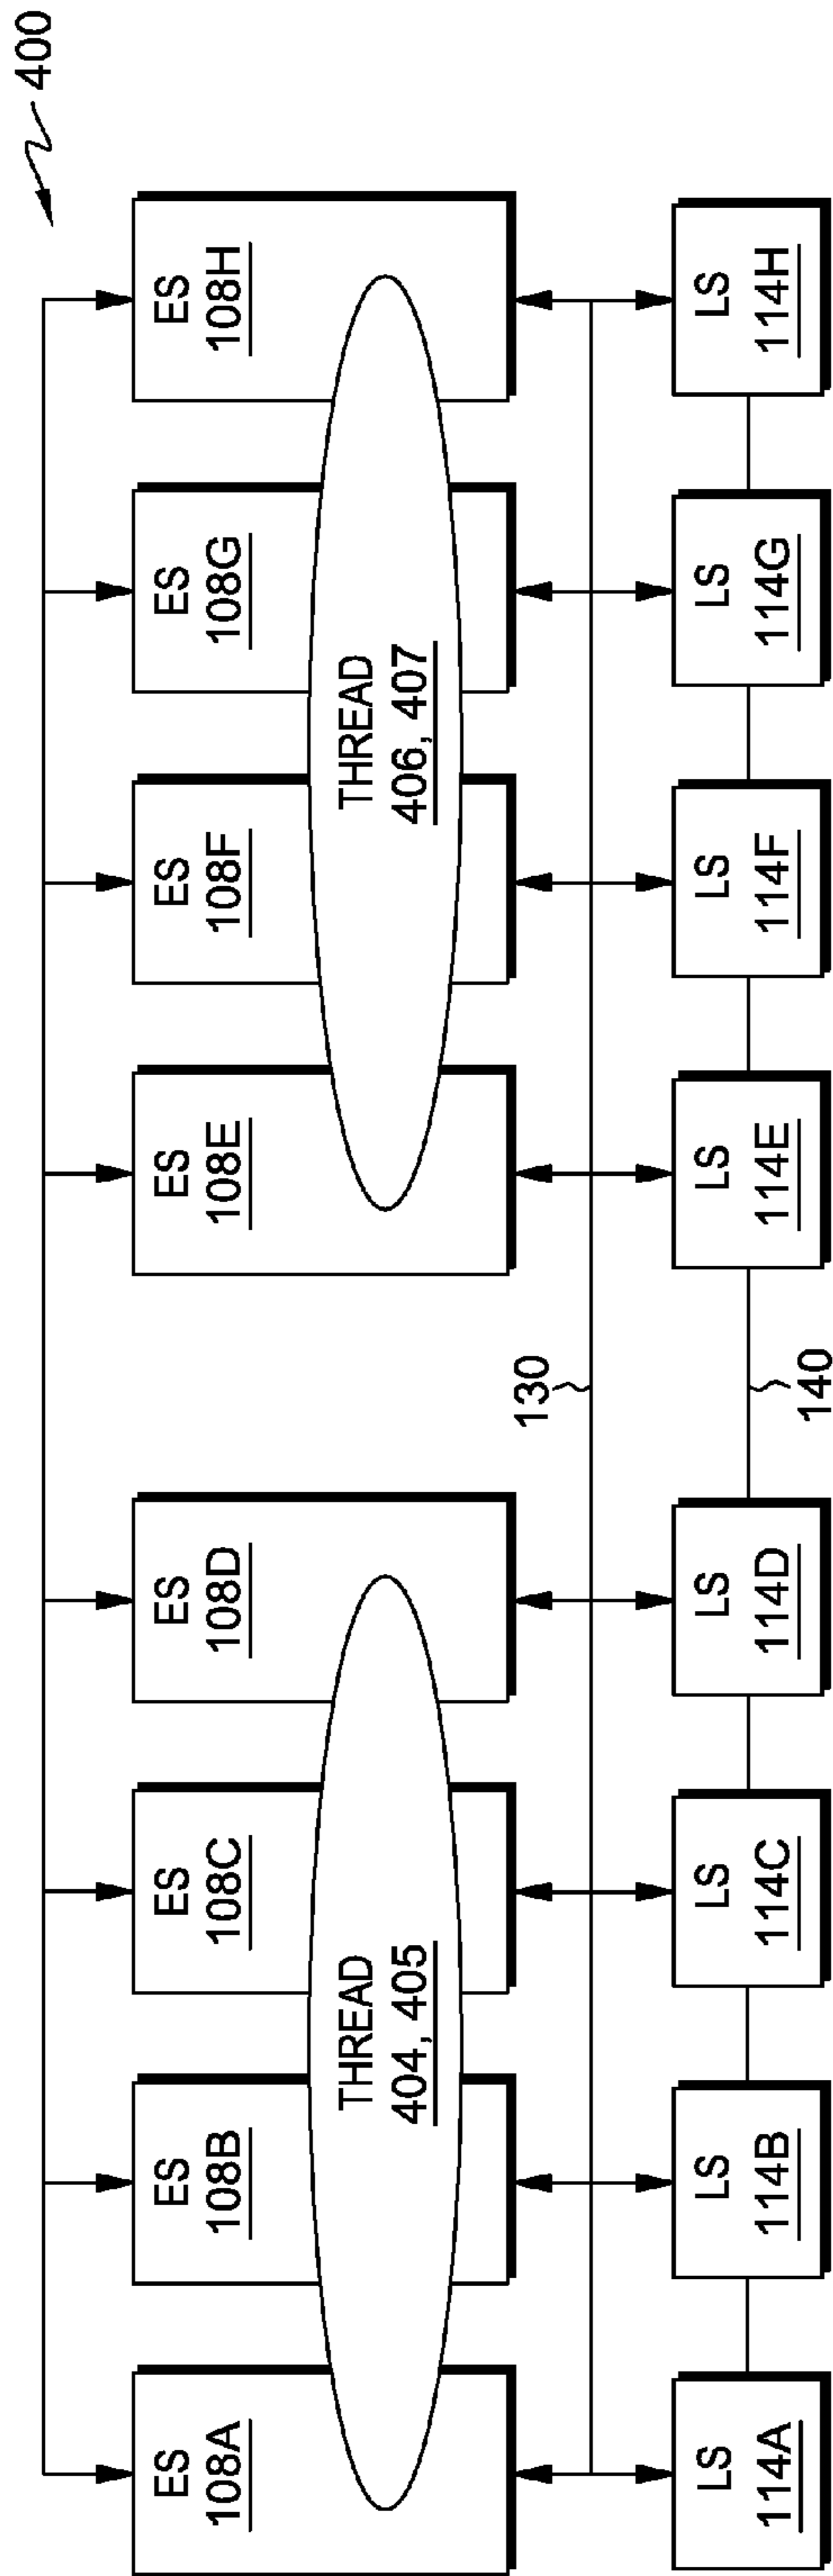 400
ES
108A
ES
108B
ES
108C
ES
108D
ES
108E
ES
108F
ES
108G
ES
108H
THREAD
404, 405
THREAD
406, 407
130
LS
114A
LS
114B
LS
114C
LS
114D
LS
114E
LS
114F
LS
114G
LS
114H
140